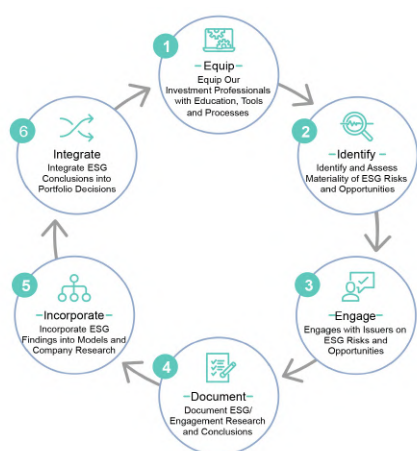 1
Equip
Equip Our
Investment Professionals
with Education, Tools
and Processes
2
Identify
Identify and Assess
Materiality of ESG Risks
and Opportunities
3
Engage
Engages with Issuers on
ESG Risks and
Opportunities
4
Document
Document ESG/
Engagement Research
and Conclusions
5
Incorporate
Incorporate ESG
Findings into Models and
Company Research
6
Integrate
Integrate ESG
Conclusions into
Portfolio Decisions